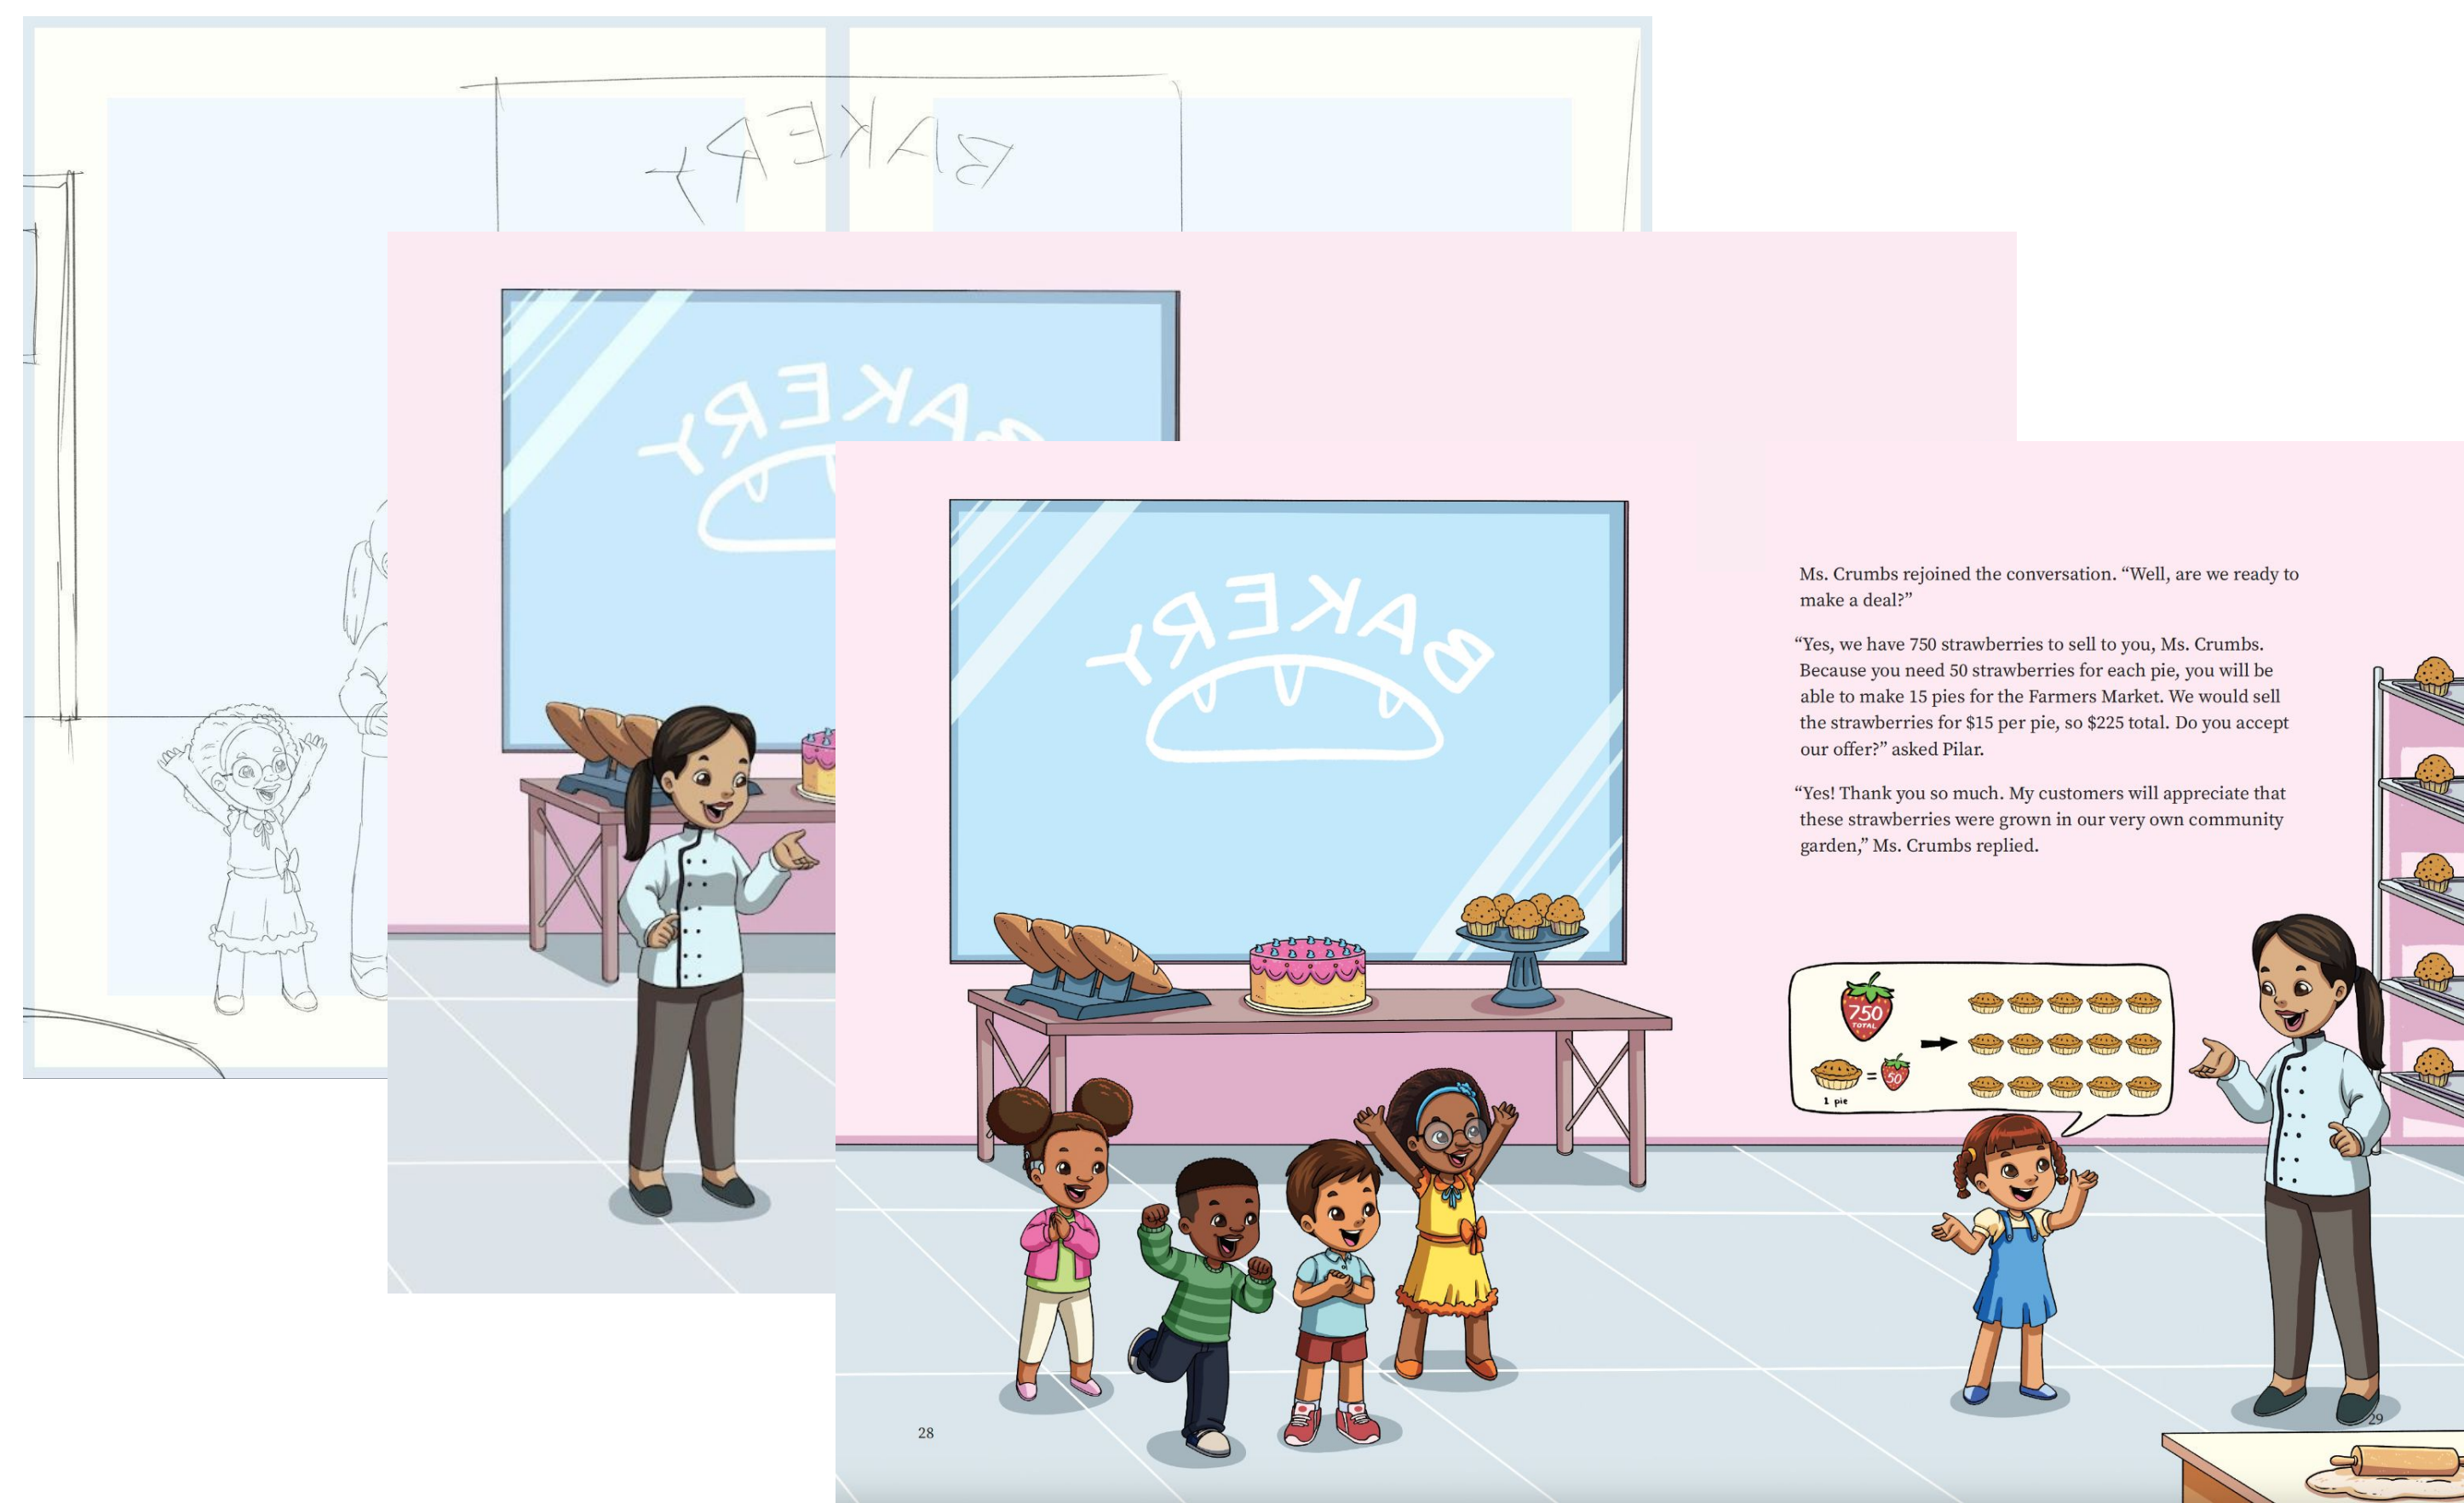 BAKERY
BAKERY
BAKERY
Ms. Crumbs rejoined the conversation. “Well, are we ready to
make a deal?”
“Yes, we have 750 strawberries to sell to you, Ms. Crumbs.
Because you need 50 strawberries for each pie, you will be
able to make 15 pies for the Farmers Market. We would sell
the strawberries for $15 per pie, so $225 total. Do you accept
our offer?” asked Pilar.
“Yes! Thank you so much. My customers will appreciate that
these strawberries were grown in our very own community
garden,” Ms. Crumbs replied.
750
TOTAL
= 50
1 pie
28
29